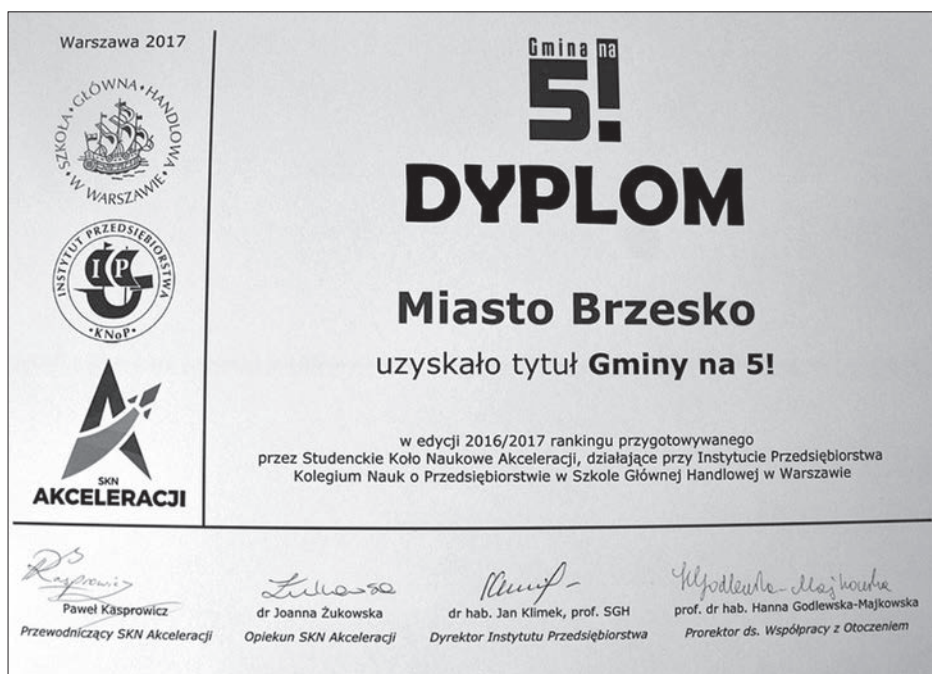 Warszawa 2017
SZKOŁA • GŁÓWNA • HANDLOWA
• W WARSZAWIE •
INSTYTUT PRZEDSIĘBIORSTWA
• KNoP •
IPG
SKN
AKCELERACJI
Gmina na
5!
DYPLOM
Miasto Brzesko
uzyskało tytuł Gminy na 5!
w edycji 2016/2017 rankingu przygotowywanego
przez Studenckie Koło Naukowe Akceleracji, działające przy Instytucie Przedsiębiorstwa
Kolegium Nauk o Przedsiębiorstwie w Szkole Głównej Handlowej w Warszawie
Paweł Kasprowicz
Przewodniczący SKN Akceleracji
dr Joanna Żukowska
Opiekun SKN Akceleracji
dr hab. Jan Klimek, prof. SGH
Dyrektor Instytutu Przedsiębiorstwa
prof. dr hab. Hanna Godlewska-Majkowska
Prorektor ds. Współpracy z Otoczeniem